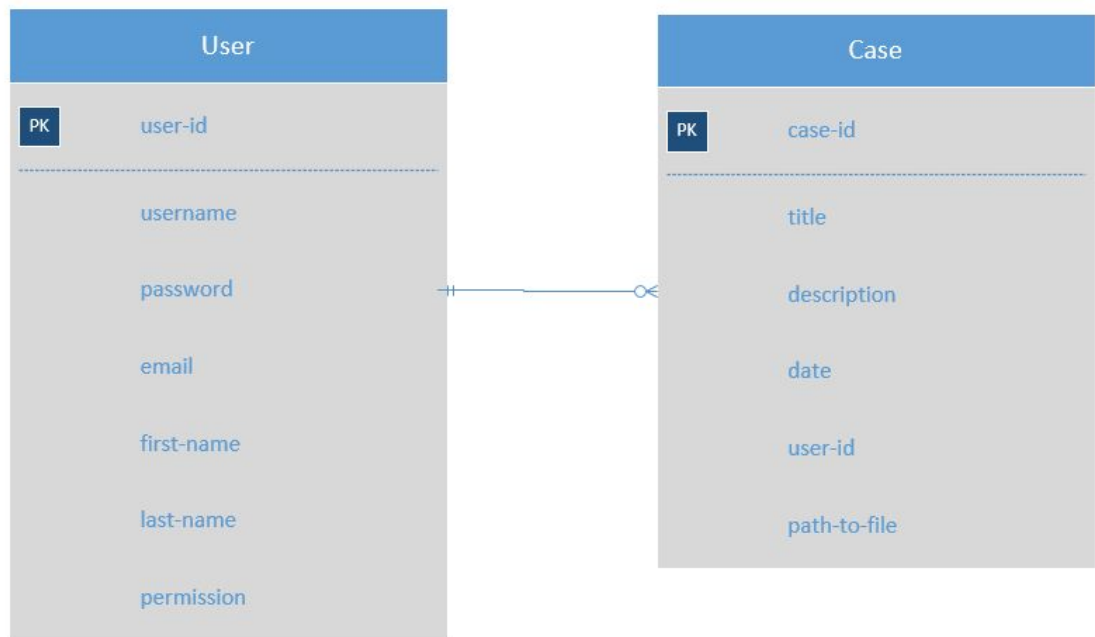 User
PK
user-id
username
password
email
first-name
last-name
permission
Case
PK
case-id
title
description
date
user-id
path-to-file